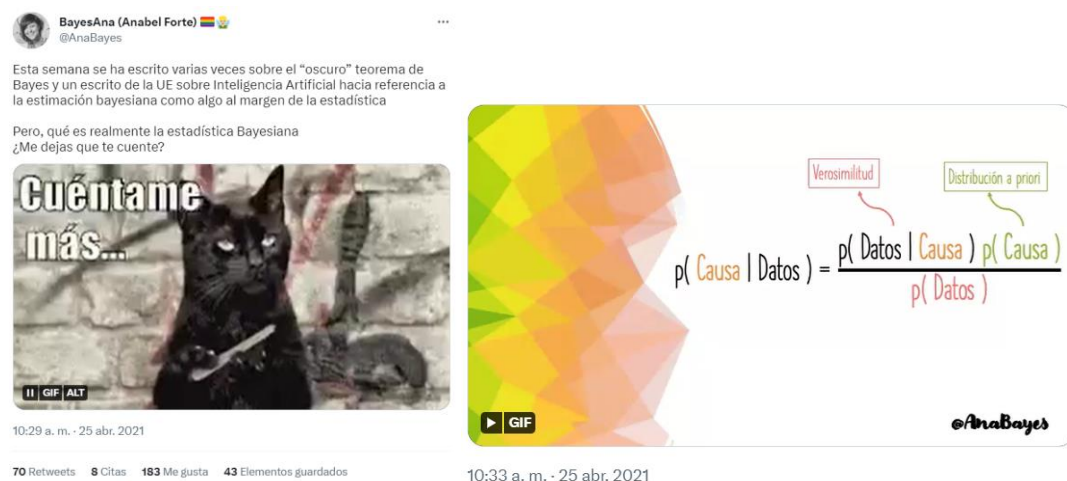 BayesAna (Anabel Forte)
@AnaBayes
Esta semana se ha escrito varias veces sobre el “oscuro” teorema de
Bayes y un escrito de la UE sobre Inteligencia Artificial hacia referencia a
la estimación bayesiana como algo al margen de la estadística
Pero, qué es realmente la estadística Bayesiana
¿Me dejas que te cuente?
Cuéntame
más...
GIF ALT
10:29 a. m. · 25 abr. 2021
70 Retweets 8 Citas 183 Me gusta 43 Elementos guardados
Verosimilitud
Distribución a priori
p( Causa | Datos ) = p( Datos | Causa ) p( Causa )
p( Datos )
GIF
@AnaBayes
10:33 a. m. · 25 abr. 2021